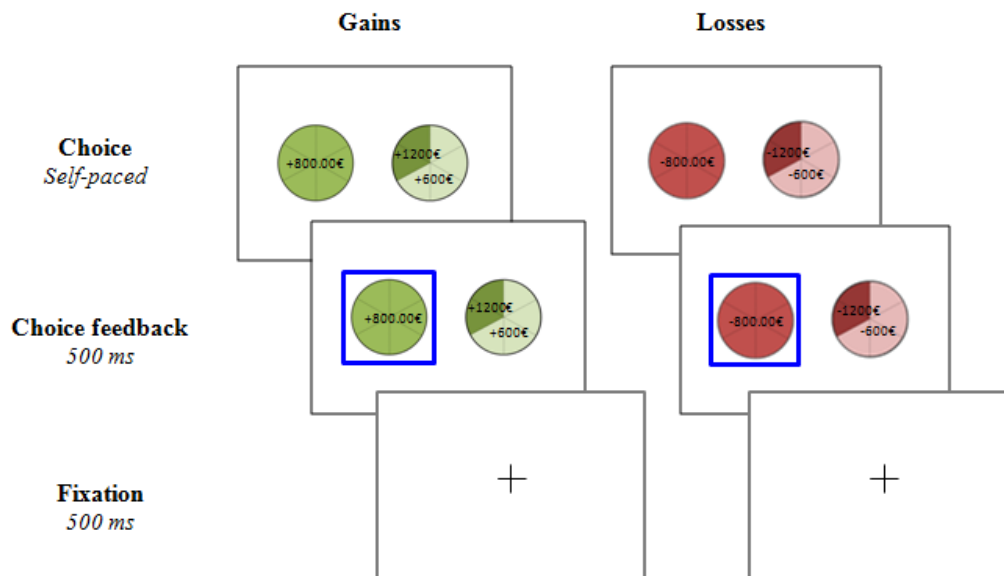 Gains Losses
Choice
Self-paced
+800.00€ +1200€ +600€ -800.00€ -1200€ -600€
Choice feedback
500 ms
+800.00€ +1200€ +600€ -800.00€ -1200€ -600€
Fixation
500 ms